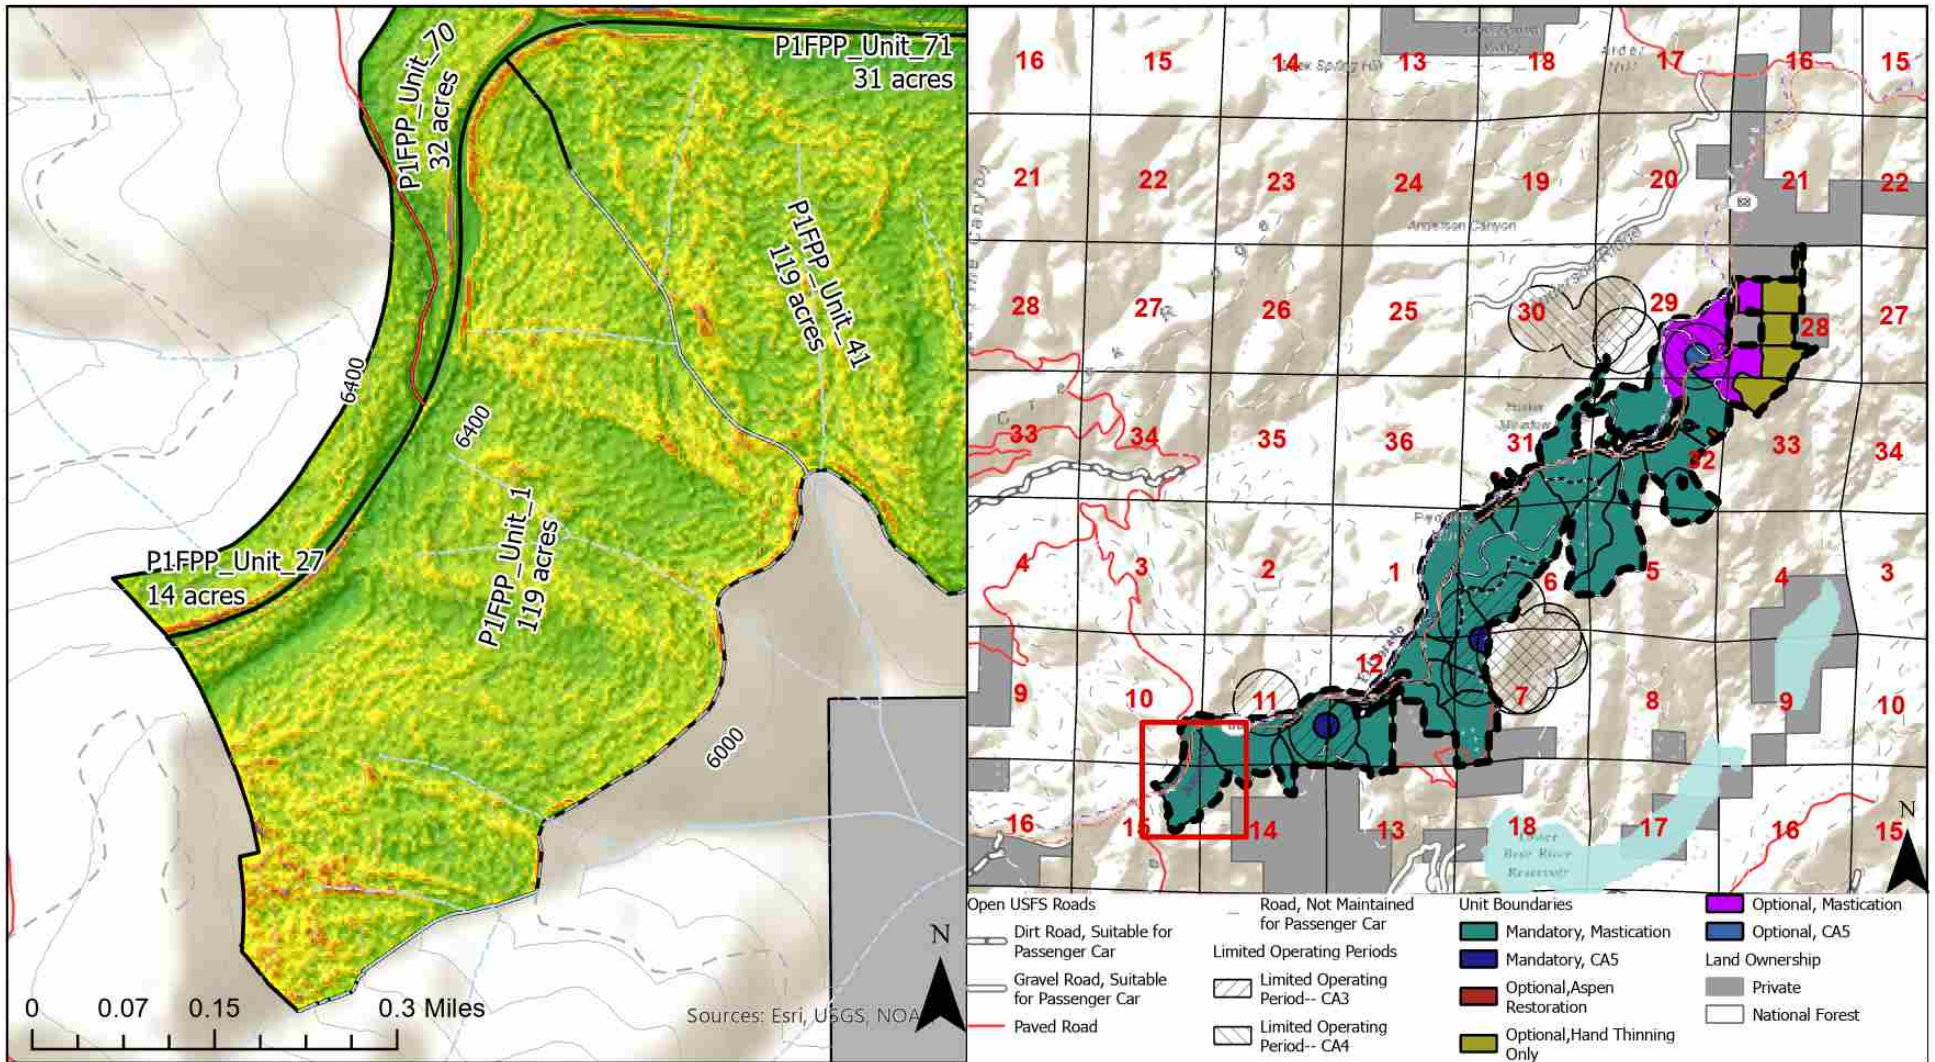 P1FPP_Unit_70
32 acres
P1FPP_Unit_71
31 acres
P1FPP_Unit_41
119 acres
6400
6400
P1FPP_Unit_1
119 acres
P1FPP_Unit_27
14 acres
6000
0 0.07 0.15 0.3 Miles
Sources: Esri, USGS, NOA
N
16 15 14 13 18 17 16 15
21 22 23 24 19 20 21 22
88
Anderson Canyon
28 27 26 25 30 29 28 27
33 34 35 36 31 32 33 34
4 3 2 1 6 5 4 3
9 10 11 12 7 8 9 10
16 15 14 13 18 17 16 15
Lower
Bear River
Reservoir
N
Open USFS Roads
Dirt Road, Suitable for
Passenger Car
Gravel Road, Suitable
for Passenger Car
Paved Road
Road, Not Maintained
for Passenger Car
Limited Operating Periods
Limited Operating
Period-- CA3
Limited Operating
Period-- CA4
Unit Boundaries
Mandatory, Mastication
Mandatory, CA5
Optional,Aspen
Restoration
Optional,Hand Thinning
Only
Optional, Mastication
Optional, CA5
Land Ownership
Private
National Forest